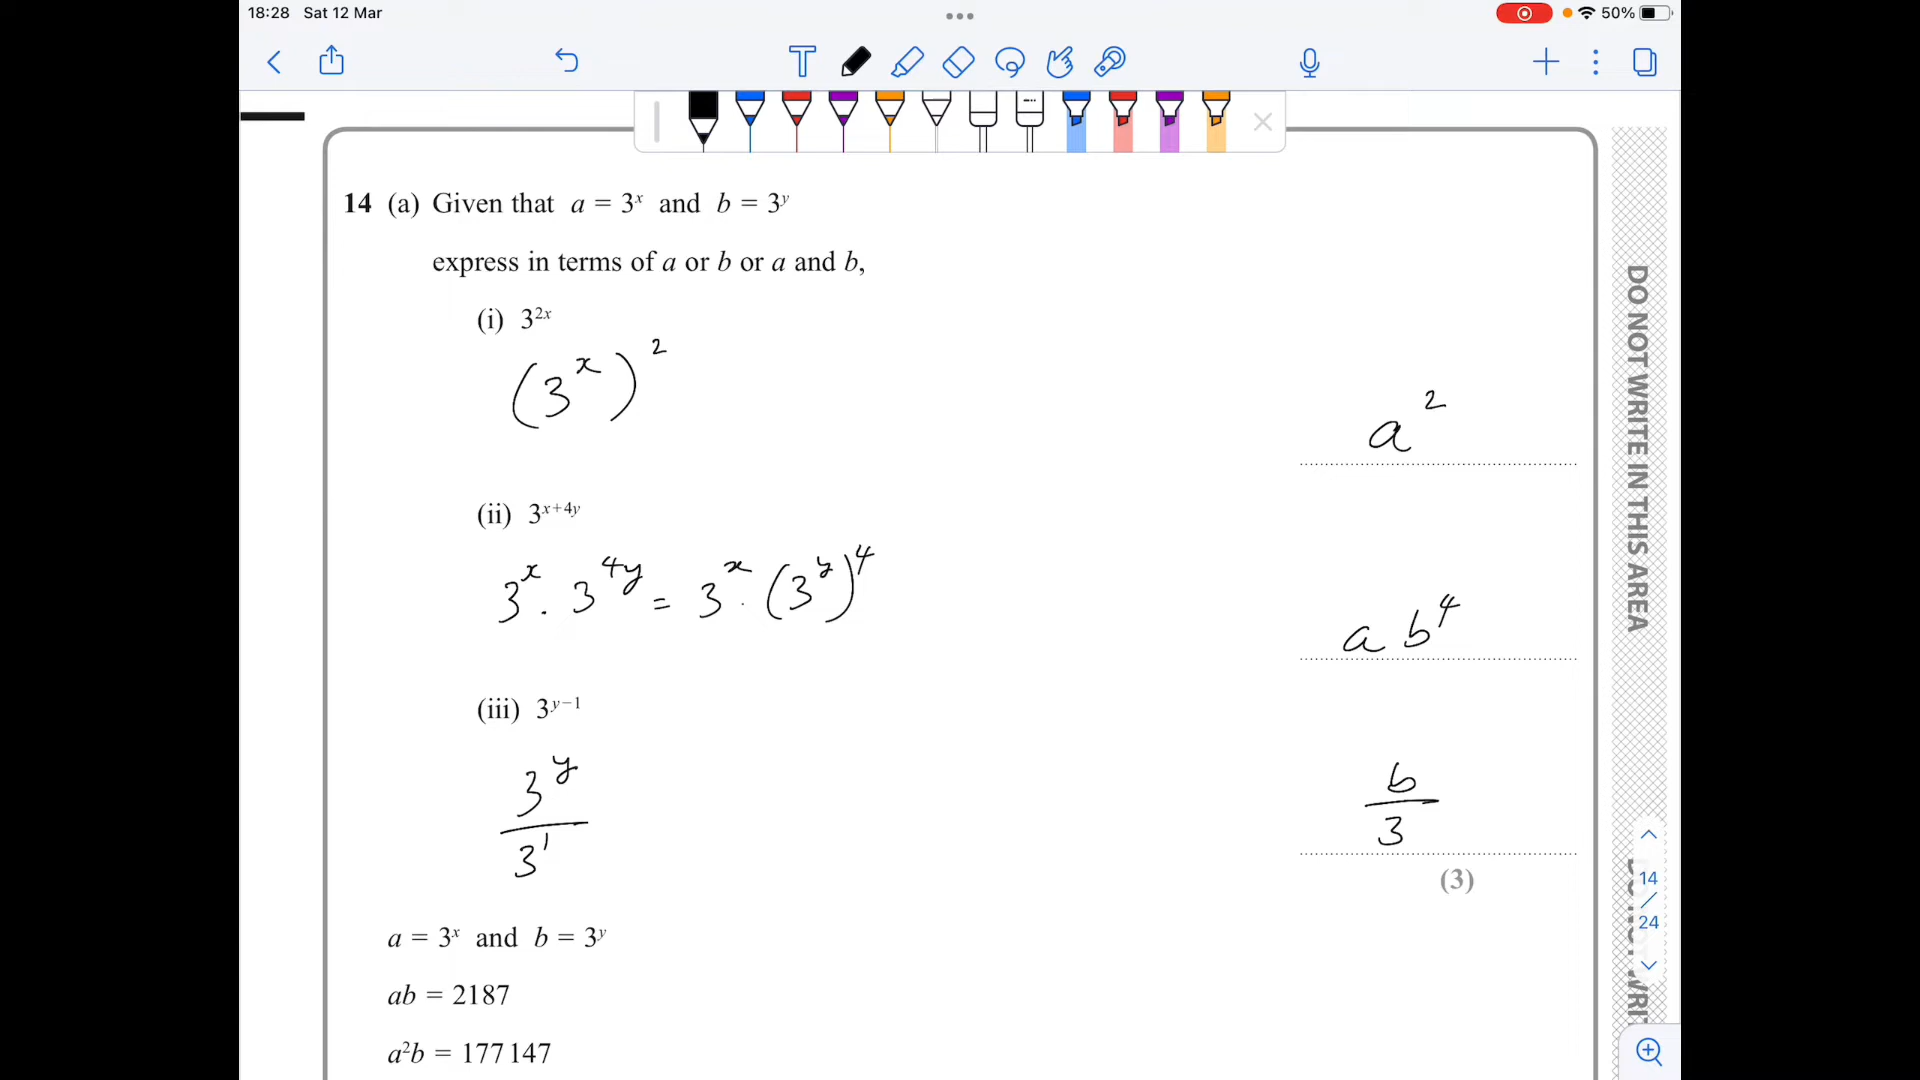 18:28 Sat 12 Mar
50%
14 (a) Given that a = 3ˣ and b = 3ʸ
express in terms of a or b or a and b,
(i) 3²ˣ
(3ˣ)²
a²
(ii) 3ˣ⁺⁴ʸ
3ˣ . 3⁴ʸ = 3ˣ . (3ʸ)⁴
a b⁴
(iii) 3ʸ⁻¹
3ʸ / 3¹
b / 3
(3)
a = 3ˣ and b = 3ʸ
ab = 2187
a²b = 177 147
DO NOT WRITE IN THIS AREA
14 / 24